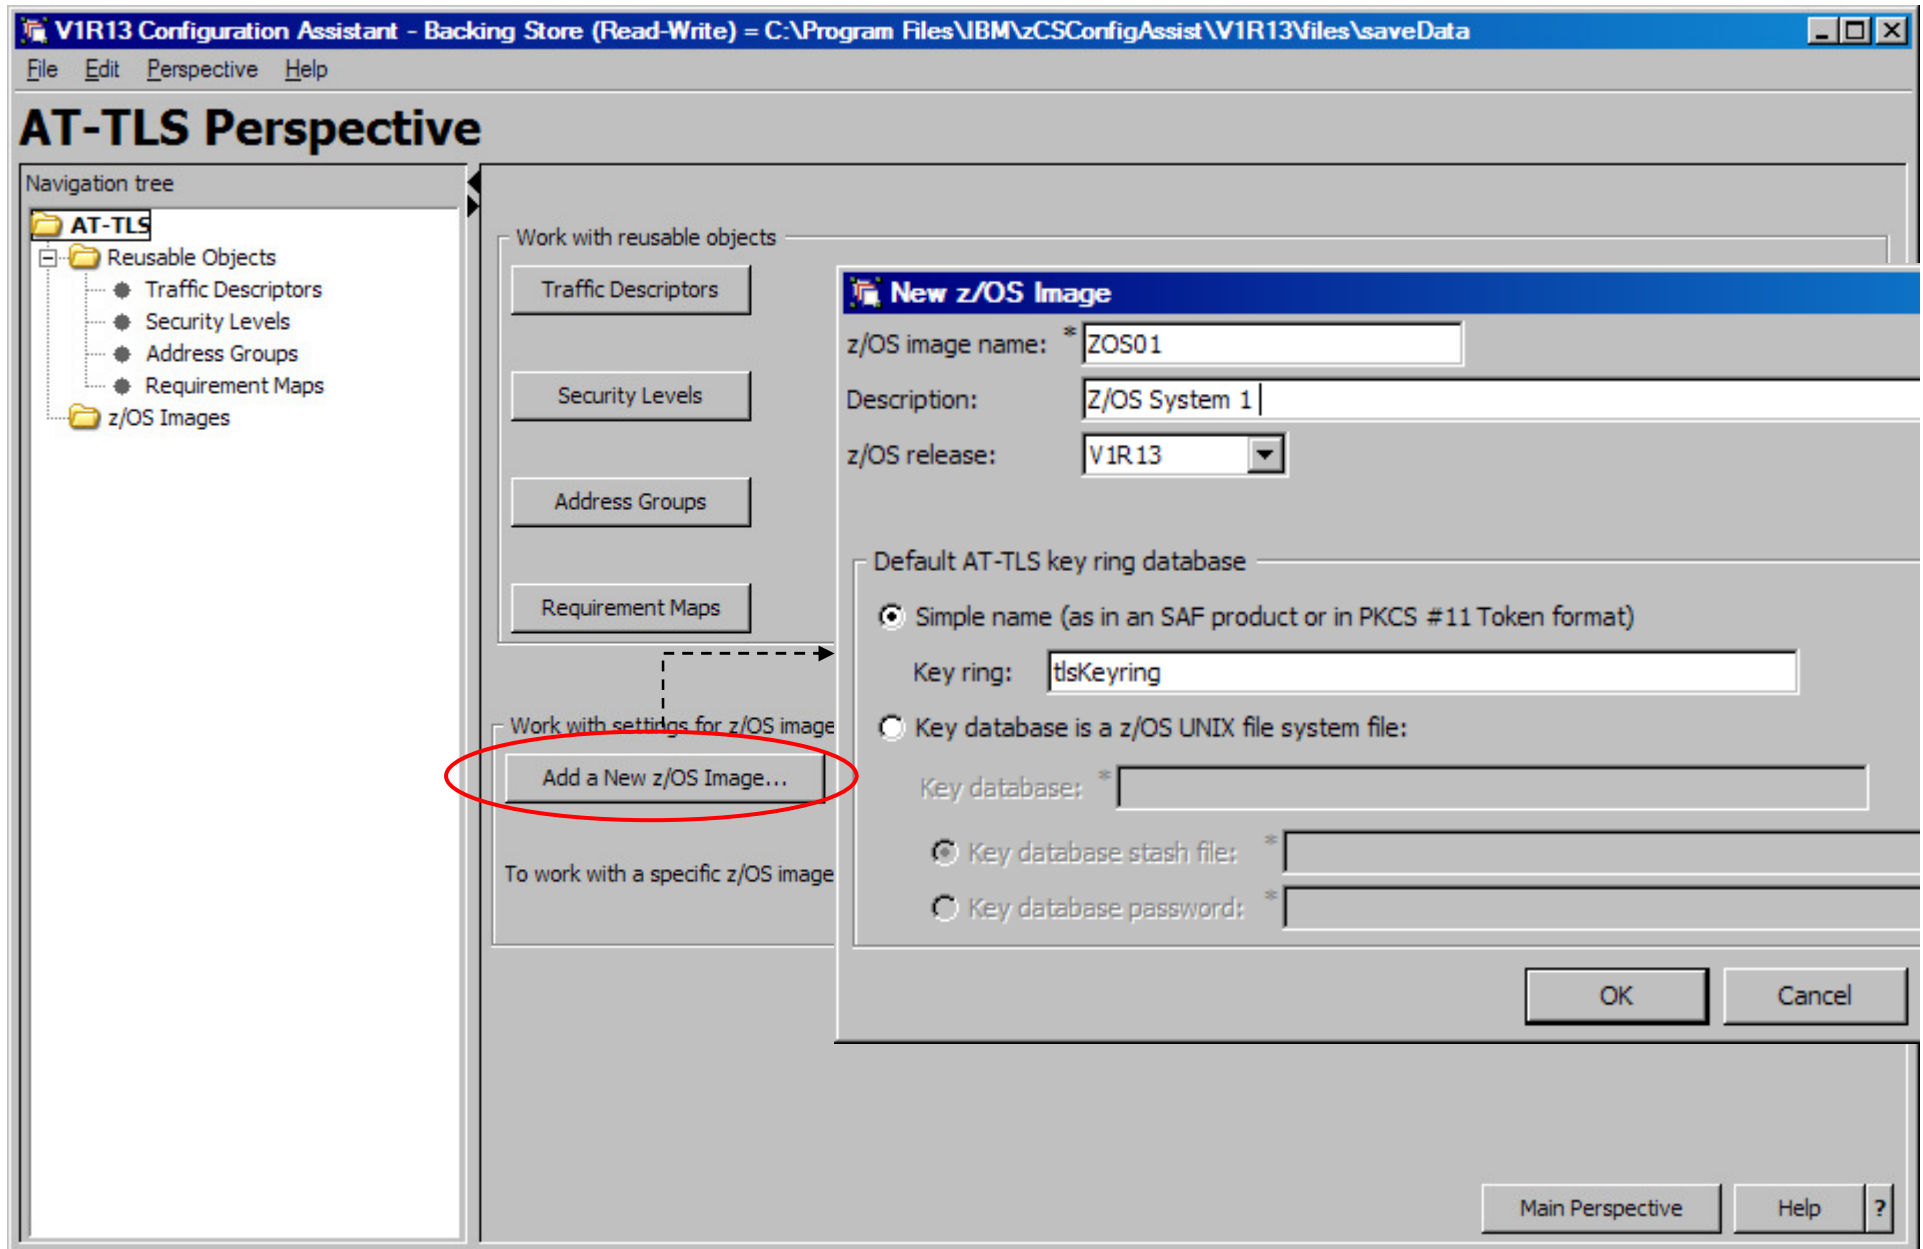 V1R13 Configuration Assistant - Backing Store (Read-Write) = C:\Program Files\IBM\zCSConfigAssist\V1R13\files\saveData
File Edit Perspective Help
AT-TLS Perspective
Navigation tree
AT-TLS
Reusable Objects
Traffic Descriptors
Security Levels
Address Groups
Requirement Maps
z/OS Images
Work with reusable objects
Traffic Descriptors
Security Levels
Address Groups
Requirement Maps
Work with settings for z/OS image
Add a New z/OS Image...
To work with a specific z/OS image
New z/OS Image
z/OS image name: * ZOS01
Description: Z/OS System 1
z/OS release: V1R13
Default AT-TLS key ring database
Simple name (as in an SAF product or in PKCS #11 Token format)
Key ring: tlsKeyring
Key database is a z/OS UNIX file system file:
Key database: *
Key database stash file: *
Key database password: *
OK Cancel
Main Perspective Help ?